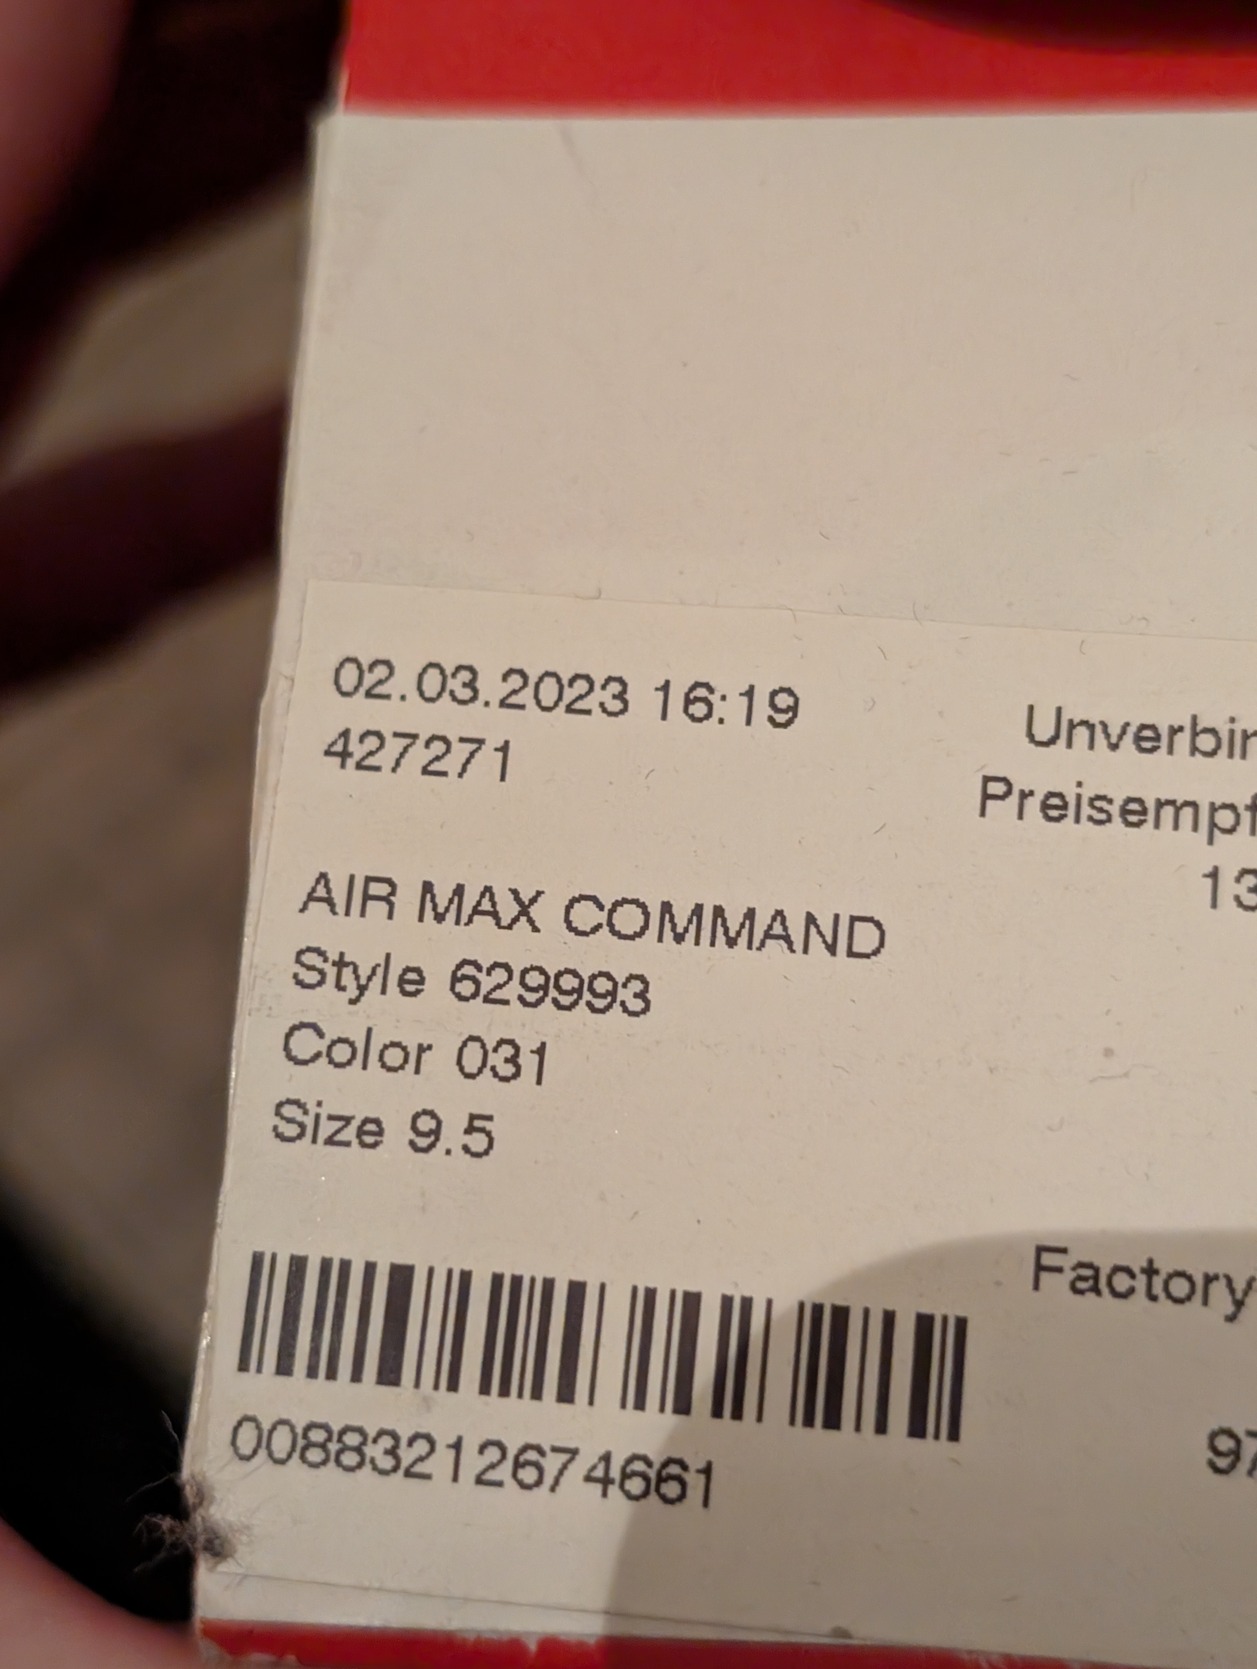 02.03.2023 16:19
427271
AIR MAX COMMAND
Style 629993
Color 031
Size 9.5
00883212674661
Unverbin
Preisempf
13
Factory
97